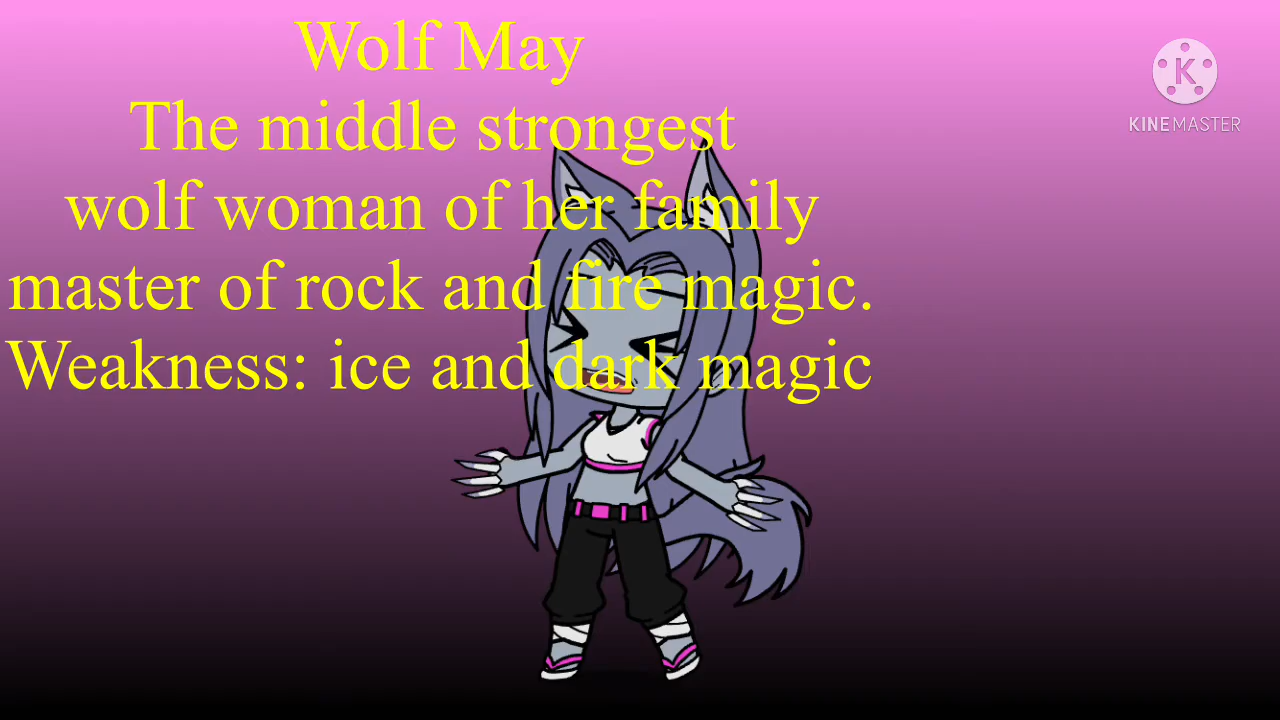 Wolf May
The middle strongest
wolf woman of her family
master of rock and fire magic.
Weakness: ice and dark magic
K
KINEMASTER